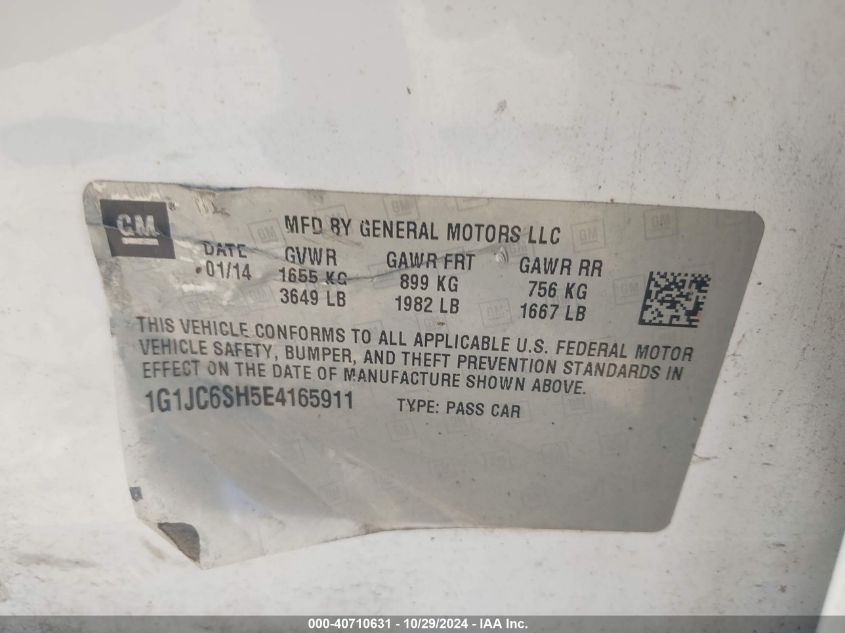 GM
MFD BY GENERAL MOTORS LLC
DATE GVWR GAWR FRT GAWR RR
01/14 1655 KG 899 KG 756 KG
3649 LB 1982 LB 1667 LB
THIS VEHICLE CONFORMS TO ALL APPLICABLE U.S. FEDERAL MOTOR
VEHICLE SAFETY, BUMPER, AND THEFT PREVENTION STANDARDS IN
EFFECT ON THE DATE OF MANUFACTURE SHOWN ABOVE.
1G1JC6SH5E4165911 TYPE: PASS CAR
000-40710631 - 10/29/2024 - IAA Inc.